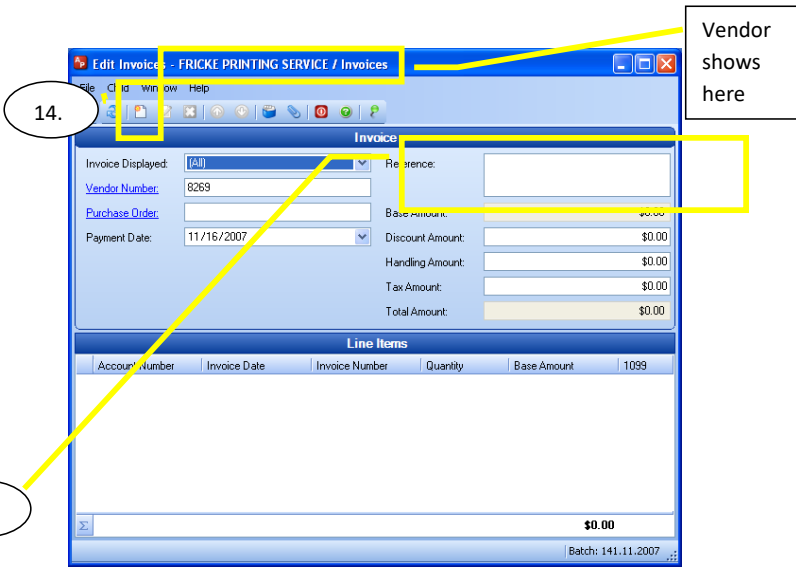 Vendor
shows
here
Edit Invoices - FRICKE PRINTING SERVICE / Invoices
File Child Window Help
14.
Invoice
Invoice Displayed: (All)
Reference:
Vendor Number: 8269
Purchase Order:
Base Amount: $0.00
Payment Date: 11/16/2007
Discount Amount: $0.00
Handling Amount: $0.00
Tax Amount: $0.00
Total Amount: $0.00
Line Items
Account Number Invoice Date Invoice Number Quantity Base Amount 1099
Σ $0.00
Batch: 141.11.2007